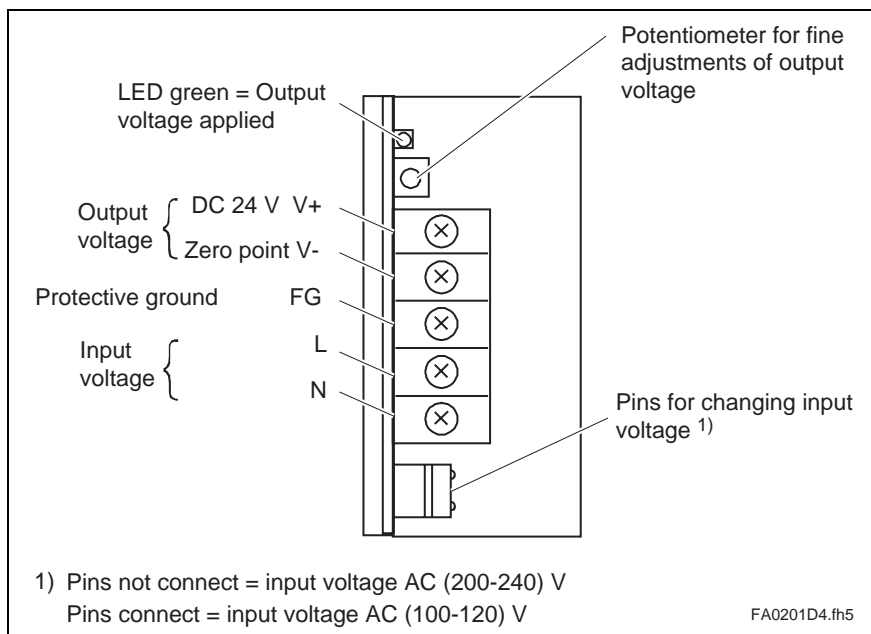 Potentiometer for fine
adjustments of output
voltage
LED green = Output
voltage applied
Output
voltage
DC 24 V V+
Zero point V-
Protective ground FG
Input
voltage
L
N
Pins for changing input
voltage 1)
1) Pins not connect = input voltage AC (200-240) V
Pins connect = input voltage AC (100-120) V
FA0201D4.fh5